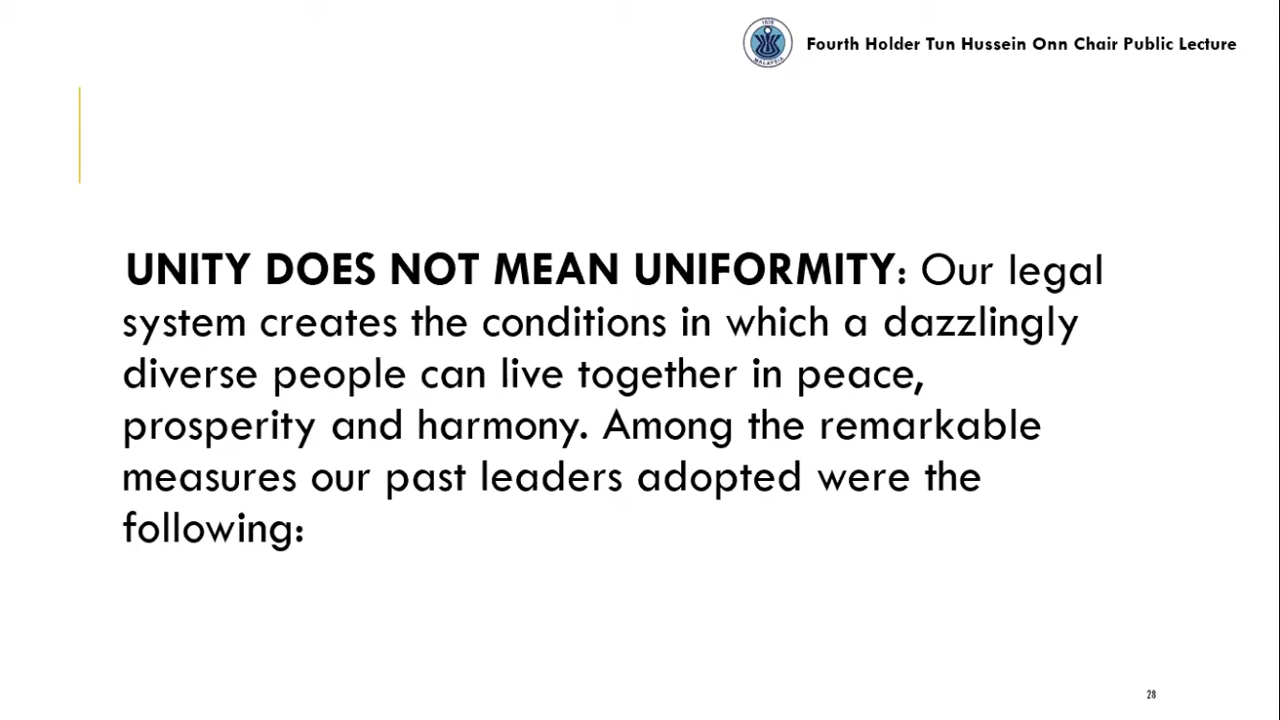 ISIS
MALAYSIA
Fourth Holder Tun Hussein Onn Chair Public Lecture
UNITY DOES NOT MEAN UNIFORMITY: Our legal
system creates the conditions in which a dazzlingly
diverse people can live together in peace,
prosperity and harmony. Among the remarkable
measures our past leaders adopted were the
following:
28